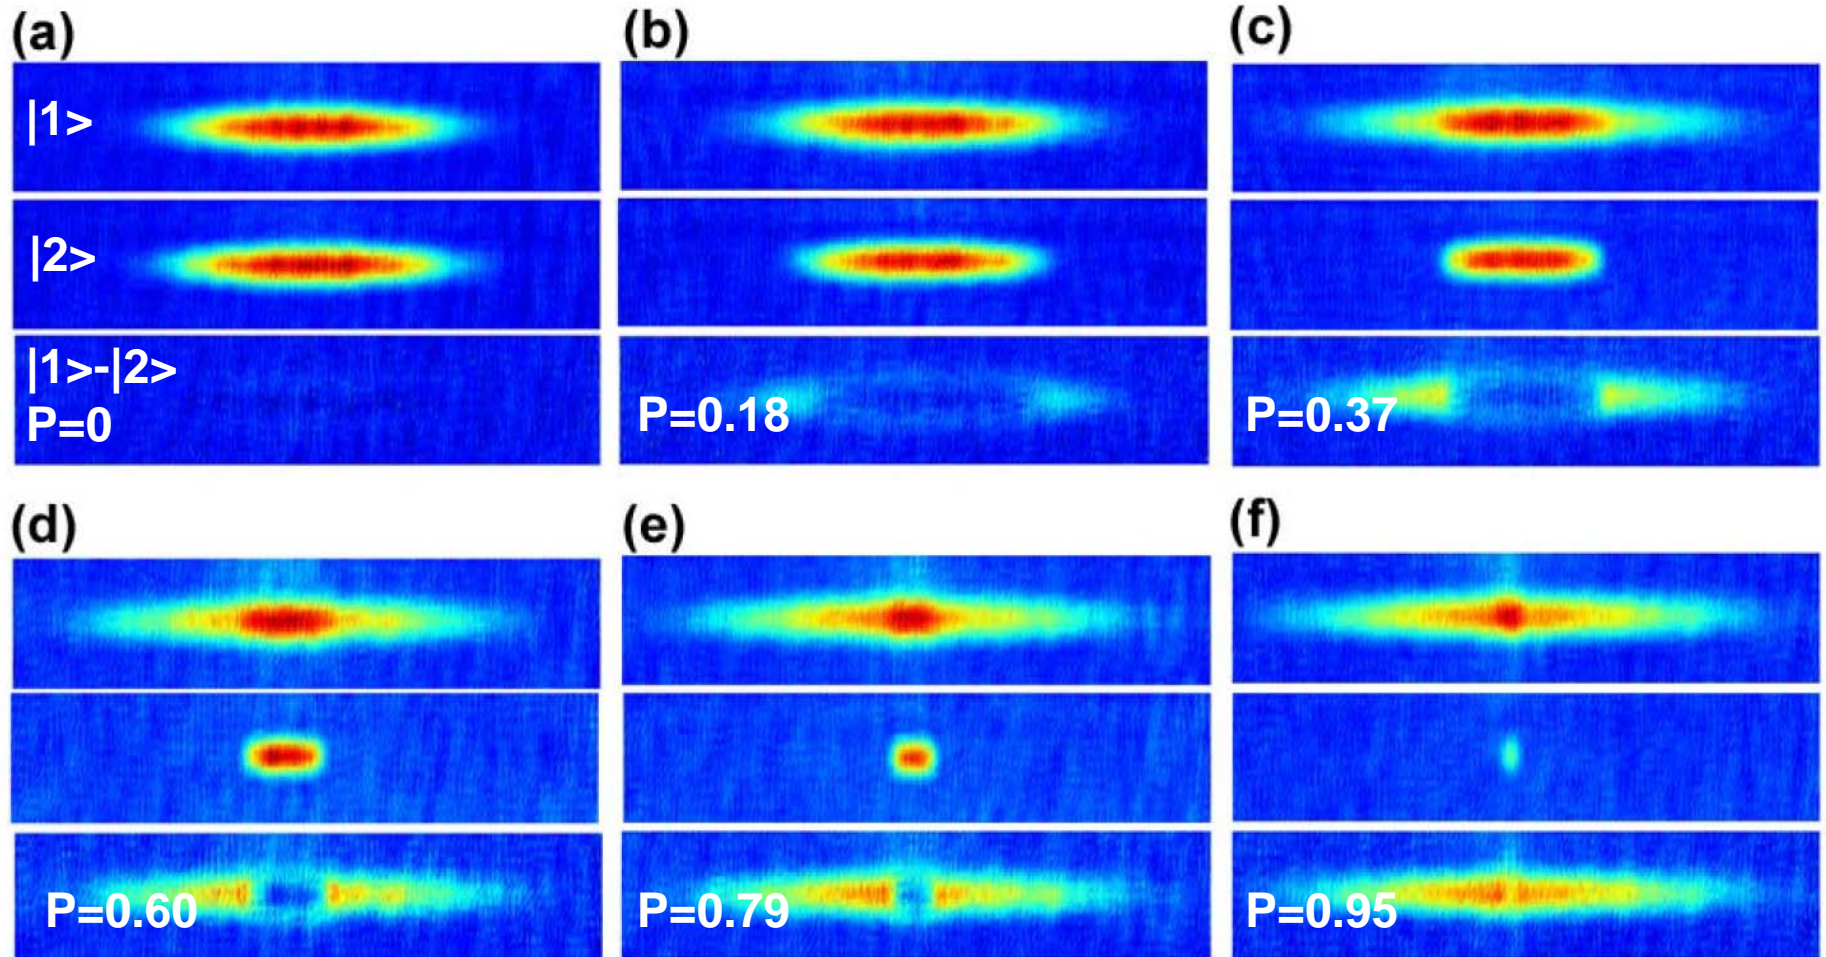 (a)
(b)
(c)
|1>
|2>
|1>-|2>
P=0
P=0.18
P=0.37
(d)
(e)
(f)
P=0.60
P=0.79
P=0.95